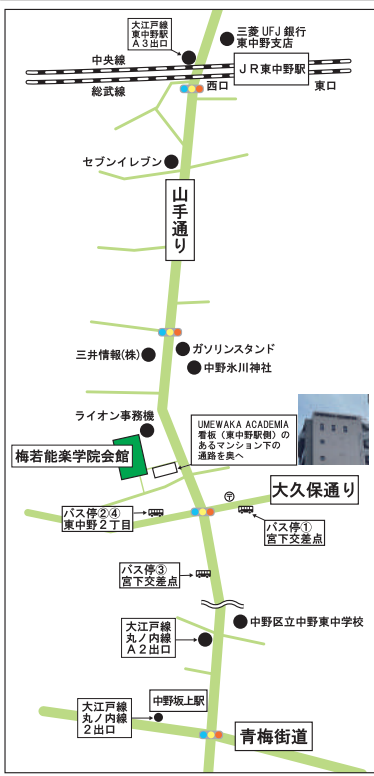 大江戸線
東中野駅
A3出口
三菱UFJ銀行
東中野支店
中央線
総武線
JR東中野駅
西口
東口
セブンイレブン
山手通り
三井情報(株)
ガソリンスタンド
中野氷川神社
ライオン事務機
UMEWAKA ACADEMIA
看板（東中野駅側）の
あるマンション下の
通路を奥へ
梅若能楽学院会館
大久保通り
〒
バス停②④
東中野2丁目
バス停①
宮下交差点
バス停③
宮下交差点
中野区立中野東中学校
大江戸線
丸ノ内線
A2出口
大江戸線
丸ノ内線
2出口
中野坂上駅
青梅街道